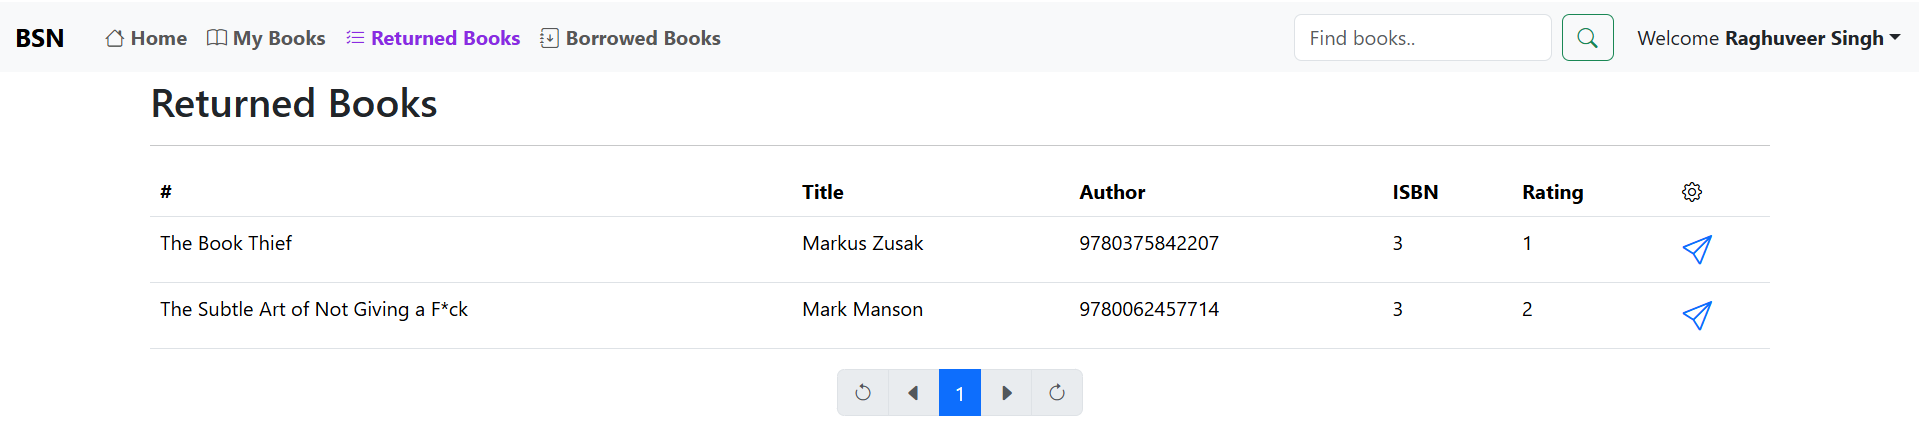 BSN Home My Books Returned Books Borrowed Books Find books.. Welcome Raghuveer Singh
Returned Books
# Title Author ISBN Rating
The Book Thief Markus Zusak 9780375842207 3 1
The Subtle Art of Not Giving a F*ck Mark Manson 9780062457714 3 2
1